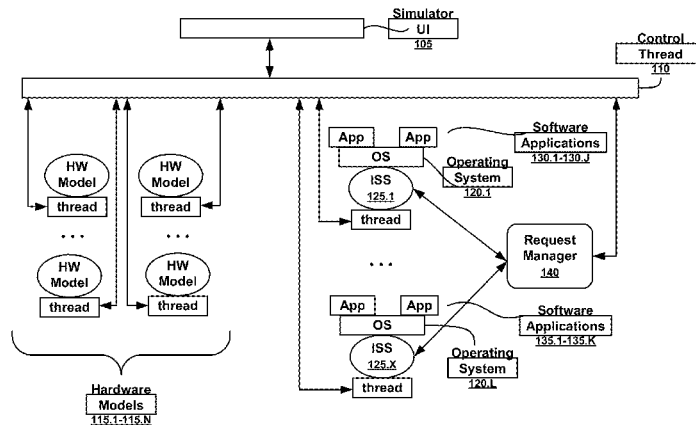 Simulator
UI
105
Control
Thread
110
HW
Model
thread
HW
Model
thread
. . .
. . .
HW
Model
thread
HW
Model
thread
Hardware
Models
115.1-115.N
App
App
OS
ISS
125.1
thread
Software
Applications
130.1-130.J
Operating
System
120.1
Request
Manager
140
. . .
App
App
OS
ISS
125.X
thread
Software
Applications
135.1-135.K
Operating
System
120.L